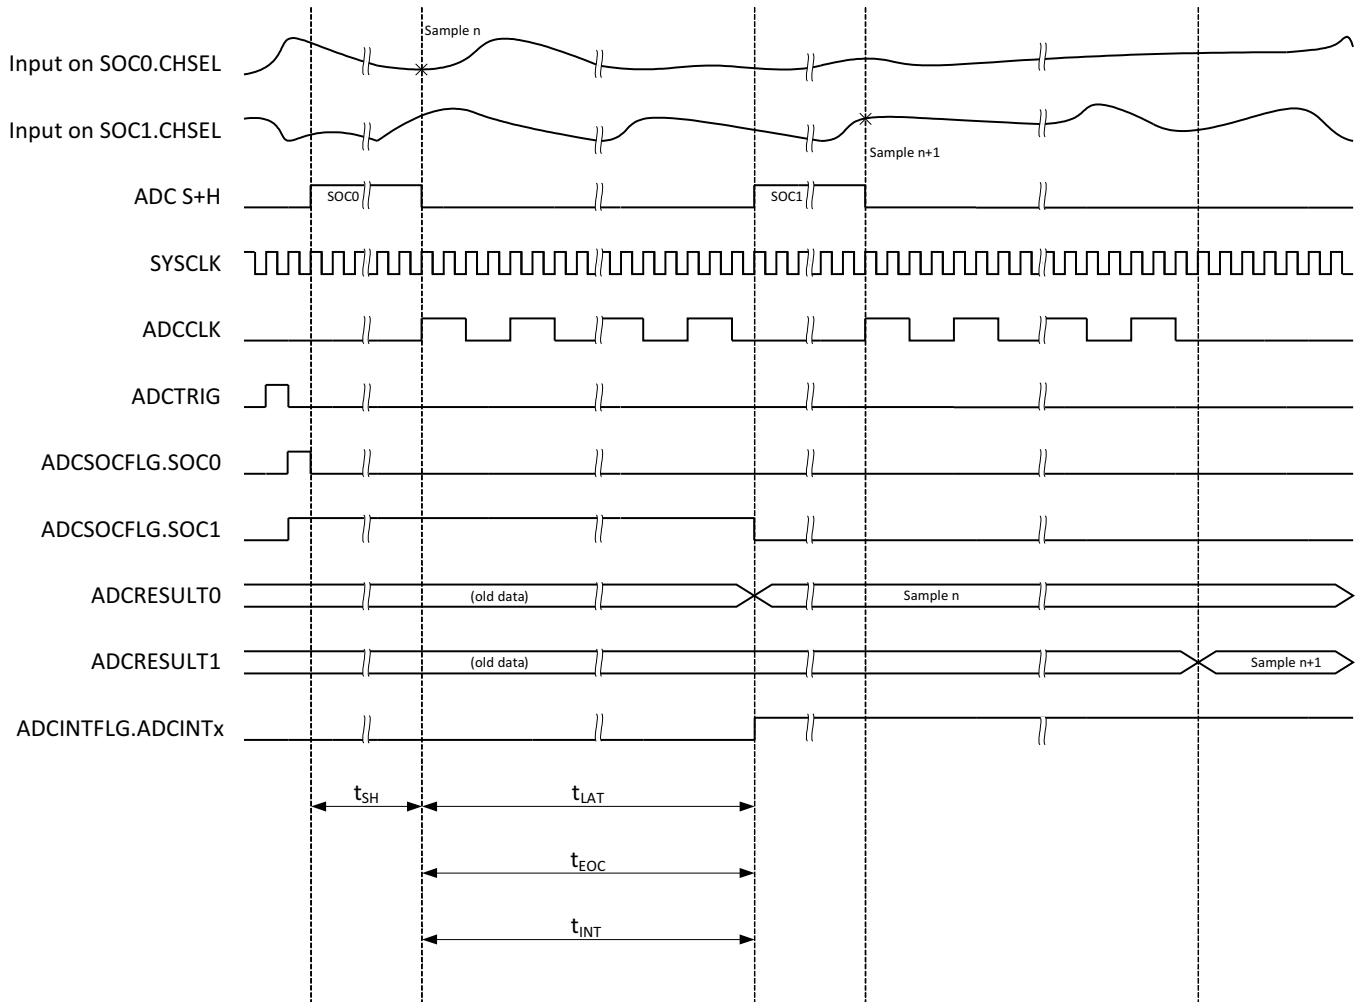 Sample n
Input on SOC0.CHSEL
Input on SOC1.CHSEL
Sample n+1
ADC S+H
SOC0
SOC1
SYSCLK
ADCCLK
ADCTRIG
ADCSOCFLG.SOC0
ADCSOCFLG.SOC1
ADCRESULT0
(old data)
Sample n
ADCRESULT1
(old data)
Sample n+1
ADCINTFLG.ADCINTx
tSH
tLAT
tEOC
tINT